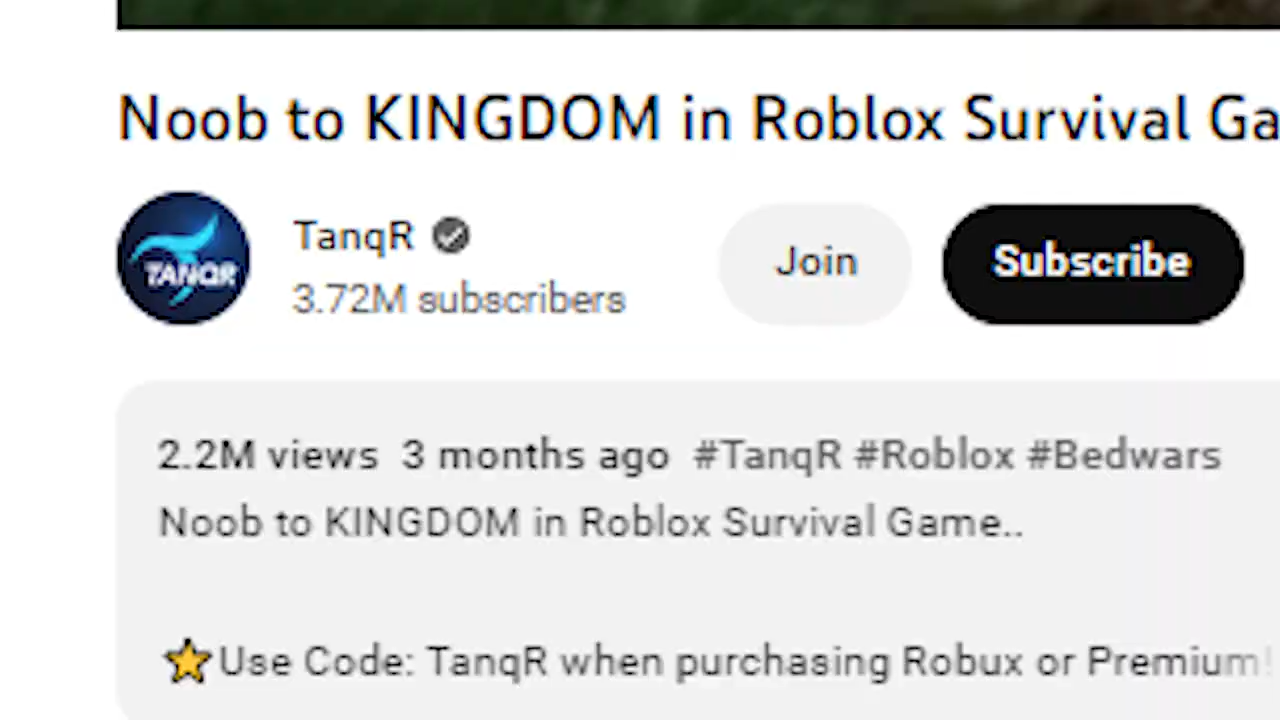 Noob to KINGDOM in Roblox Survival Ga
TANQR
TanqR
3.72M subscribers
Join
Subscribe
2.2M views 3 months ago #TanqR #Roblox #Bedwars
Noob to KINGDOM in Roblox Survival Game..
⭐Use Code: TanqR when purchasing Robux or Premium!